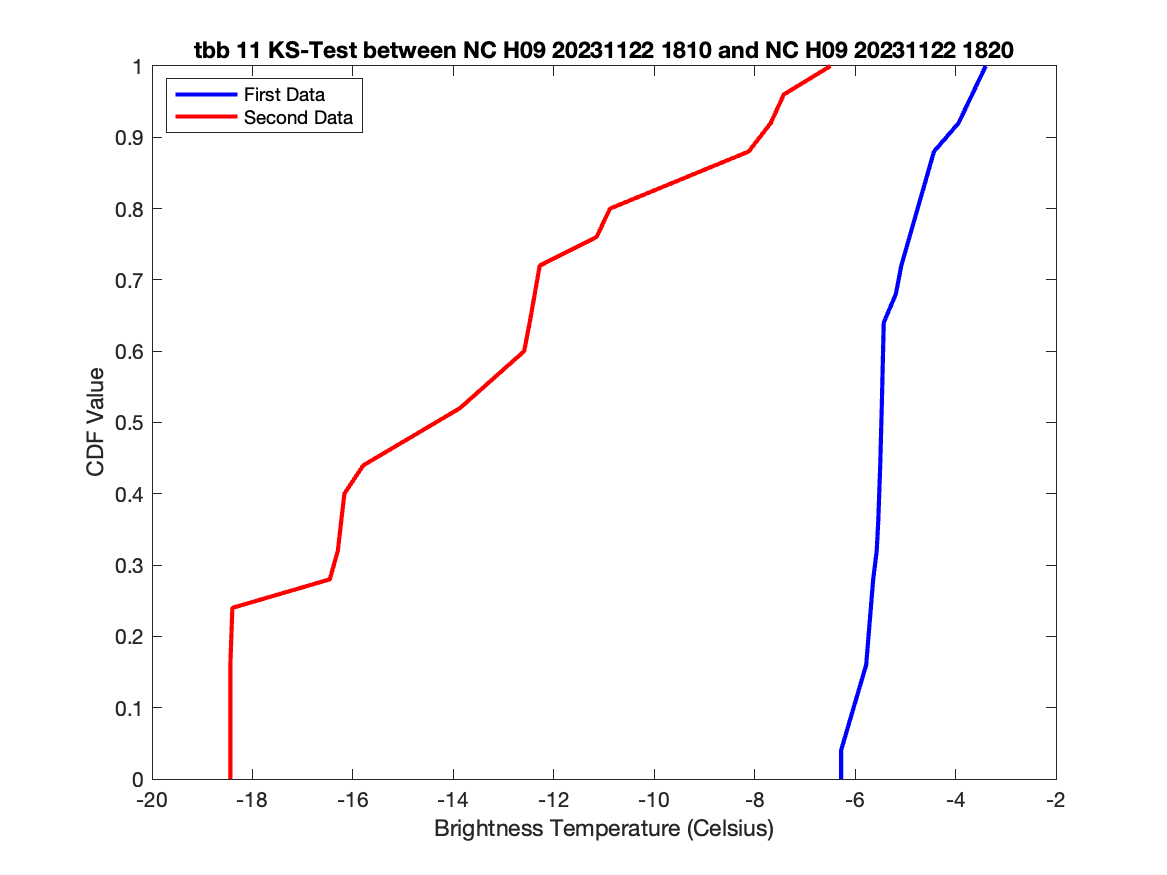 tbb 11 KS-Test between NC H09 20231122 1810 and NC H09 20231122 1820
First Data
Second Data
1
0.9
0.8
0.7
0.6
0.5
0.4
0.3
0.2
0.1
0
CDF Value
-20 -18 -16 -14 -12 -10 -8 -6 -4 -2
Brightness Temperature (Celsius)